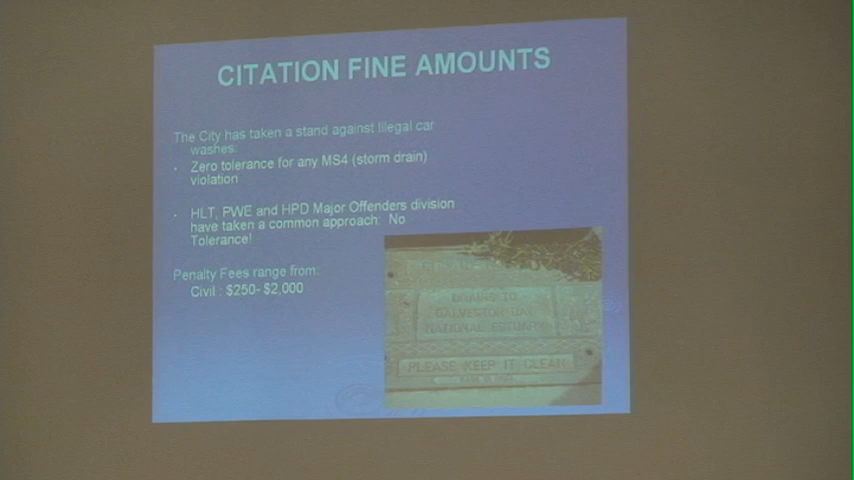 CITATION FINE AMOUNTS
The City has taken a stand against Illegal car
washes:
· Zero tolerance for any MS4 (storm drain)
violation
· HLT, PWE and HPD Major Offenders division
have taken a common approach: No
Tolerance!
Penalty Fees range from:
Civil : $250- $2,000
DRAINS TO
GALVESTON BAY
NATIONAL ESTUARY
PLEASE KEEP IT CLEAN